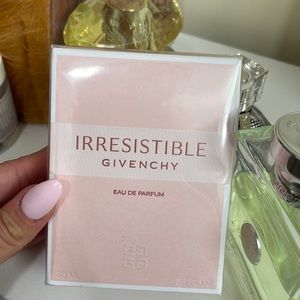 IRRESISTIBLE
GIVENCHY
EAU DE PARFUM